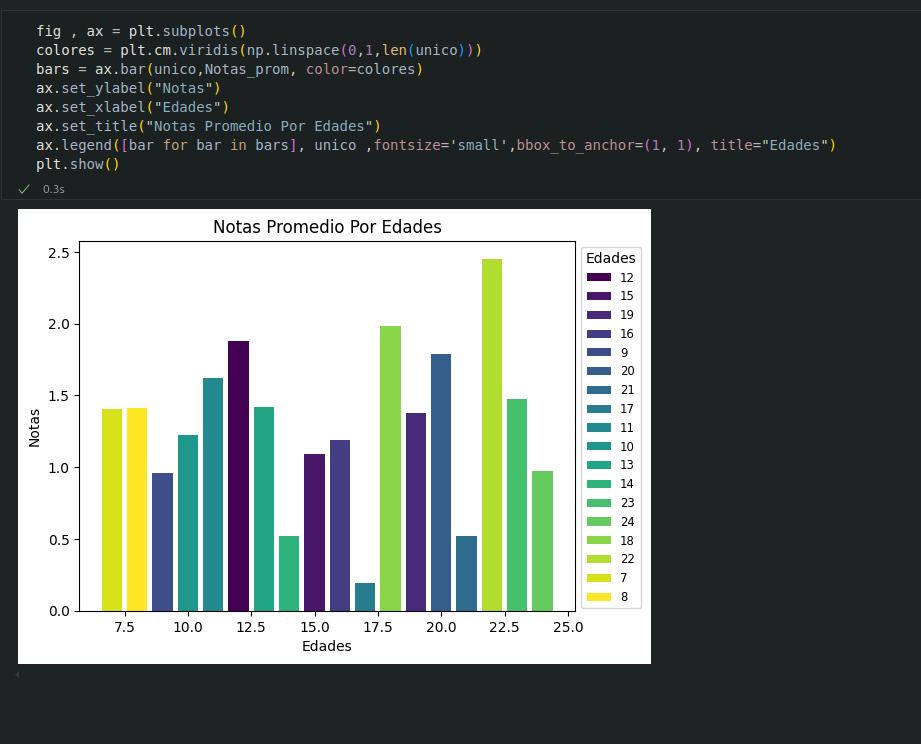 fig , ax = plt.subplots()
colores = plt.cm.viridis(np.linspace(0,1,len(unico)))
bars = ax.bar(unico,Notas_prom, color=colores)
ax.set_ylabel("Notas")
ax.set_xlabel("Edades")
ax.set_title("Notas Promedio Por Edades")
ax.legend([bar for bar in bars], unico ,fontsize='small',bbox_to_anchor=(1, 1), title="Edades")
plt.show()
0.3s
Notas Promedio Por Edades
2.5
2.0
1.5
1.0
0.5
0.0
Notas
7.5 10.0 12.5 15.0 17.5 20.0 22.5 25.0
Edades
Edades
12
15
19
16
9
20
21
17
11
10
13
14
23
24
18
22
7
8